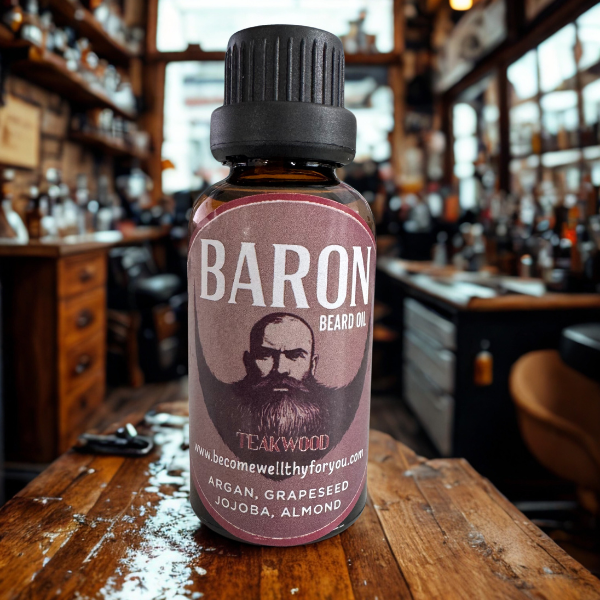 BARON
BEARD OIL
TEAKWOOD
www.becomewellthyforyou.com
ARGAN, GRAPESEED
JOJOBA, ALMOND